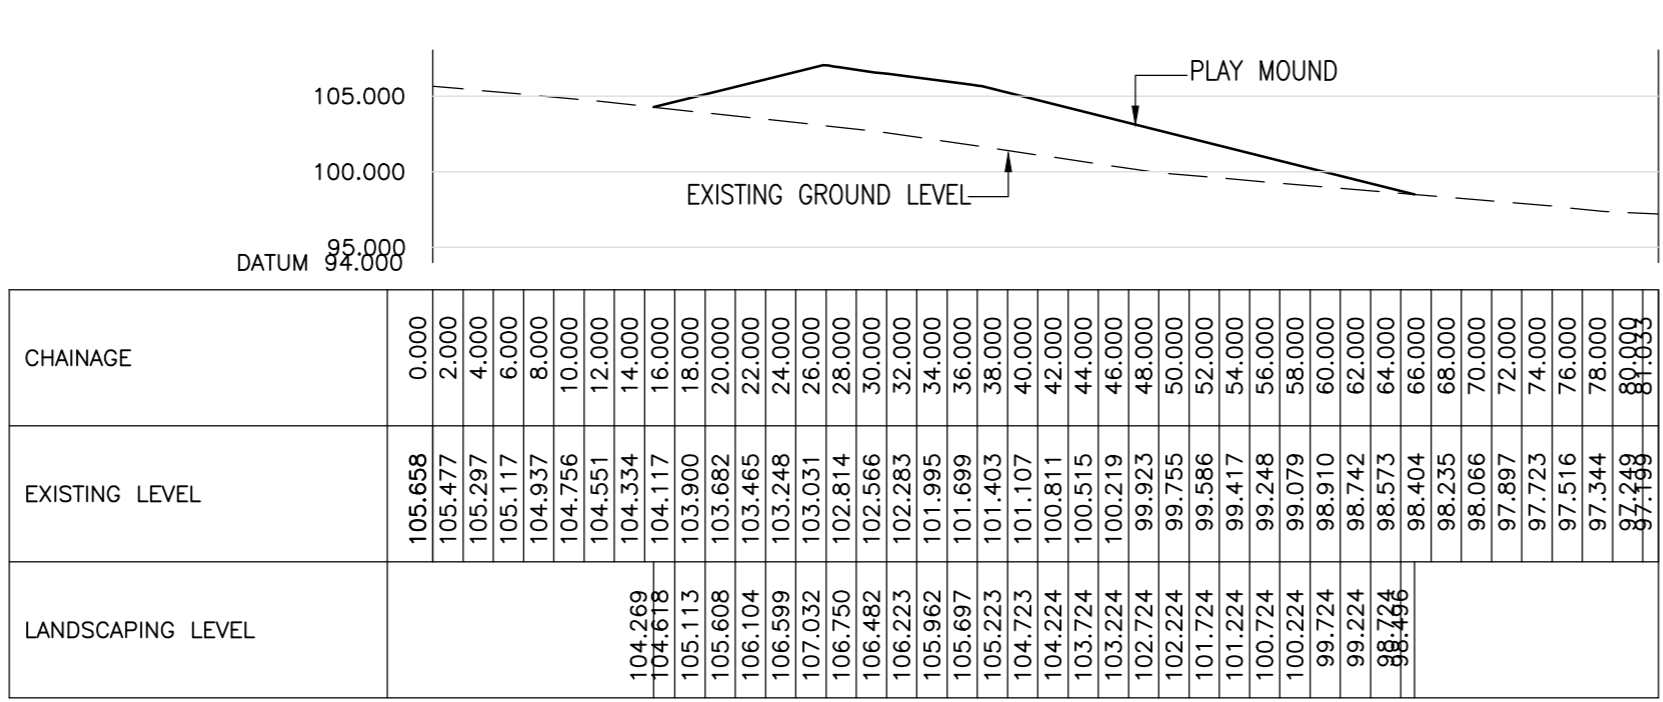 PLAY MOUND
105.000
100.000
EXISTING GROUND LEVEL
95.000
DATUM 94.000
CHAINAGE 0.000 2.000 4.000 6.000 8.000 10.000 12.000 14.000 16.000 18.000 20.000 22.000 24.000 26.000 28.000 30.000 32.000 34.000 36.000 38.000 40.000 42.000 44.000 46.000 48.000 50.000 52.000 54.000 56.000 58.000 60.000 62.000 64.000 66.000 68.000 70.000 72.000 74.000 76.000 78.000 80.000 81.033
EXISTING LEVEL 105.658 105.477 105.297 105.117 104.937 104.756 104.551 104.334 104.117 103.900 103.682 103.465 103.248 103.031 102.814 102.566 102.283 101.995 101.699 101.403 101.107 100.811 100.515 100.219 99.923 99.755 99.586 99.417 99.248 99.079 98.910 98.742 98.573 98.404 98.235 98.066 97.897 97.723 97.516 97.344 97.249 97.199
LANDSCAPING LEVEL 104.269 104.618 105.113 105.608 106.104 106.599 107.032 106.750 106.482 106.223 105.962 105.697 105.223 104.723 104.224 103.724 103.224 102.724 102.224 101.724 101.224 100.724 100.224 99.724 99.224 98.724 98.496